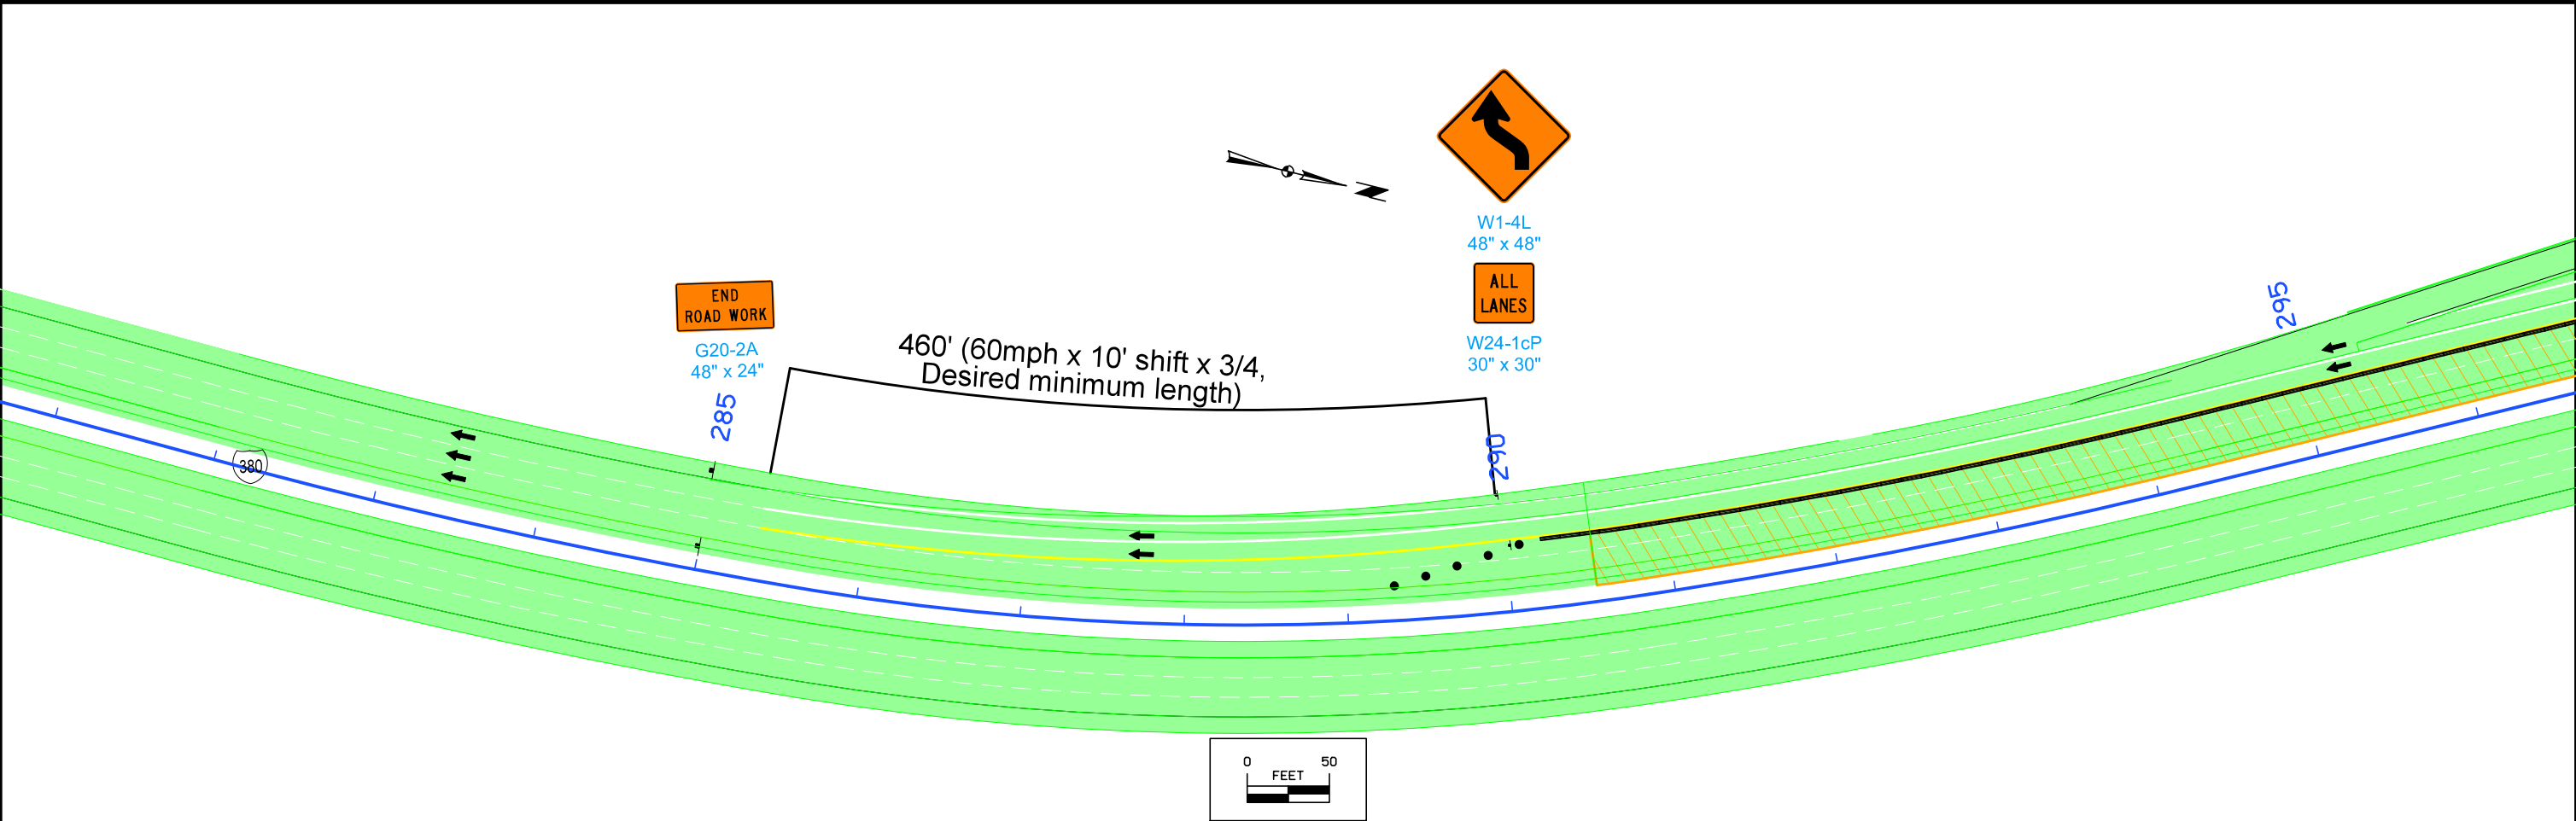 W1-4L
48" x 48"
ALL
LANES
W24-1cP
30" x 30"
END
ROAD WORK
G20-2A
48" x 24"
460' (60mph x 10' shift x 3/4,
Desired minimum length)
N
285
290
295
380
0 50
FEET